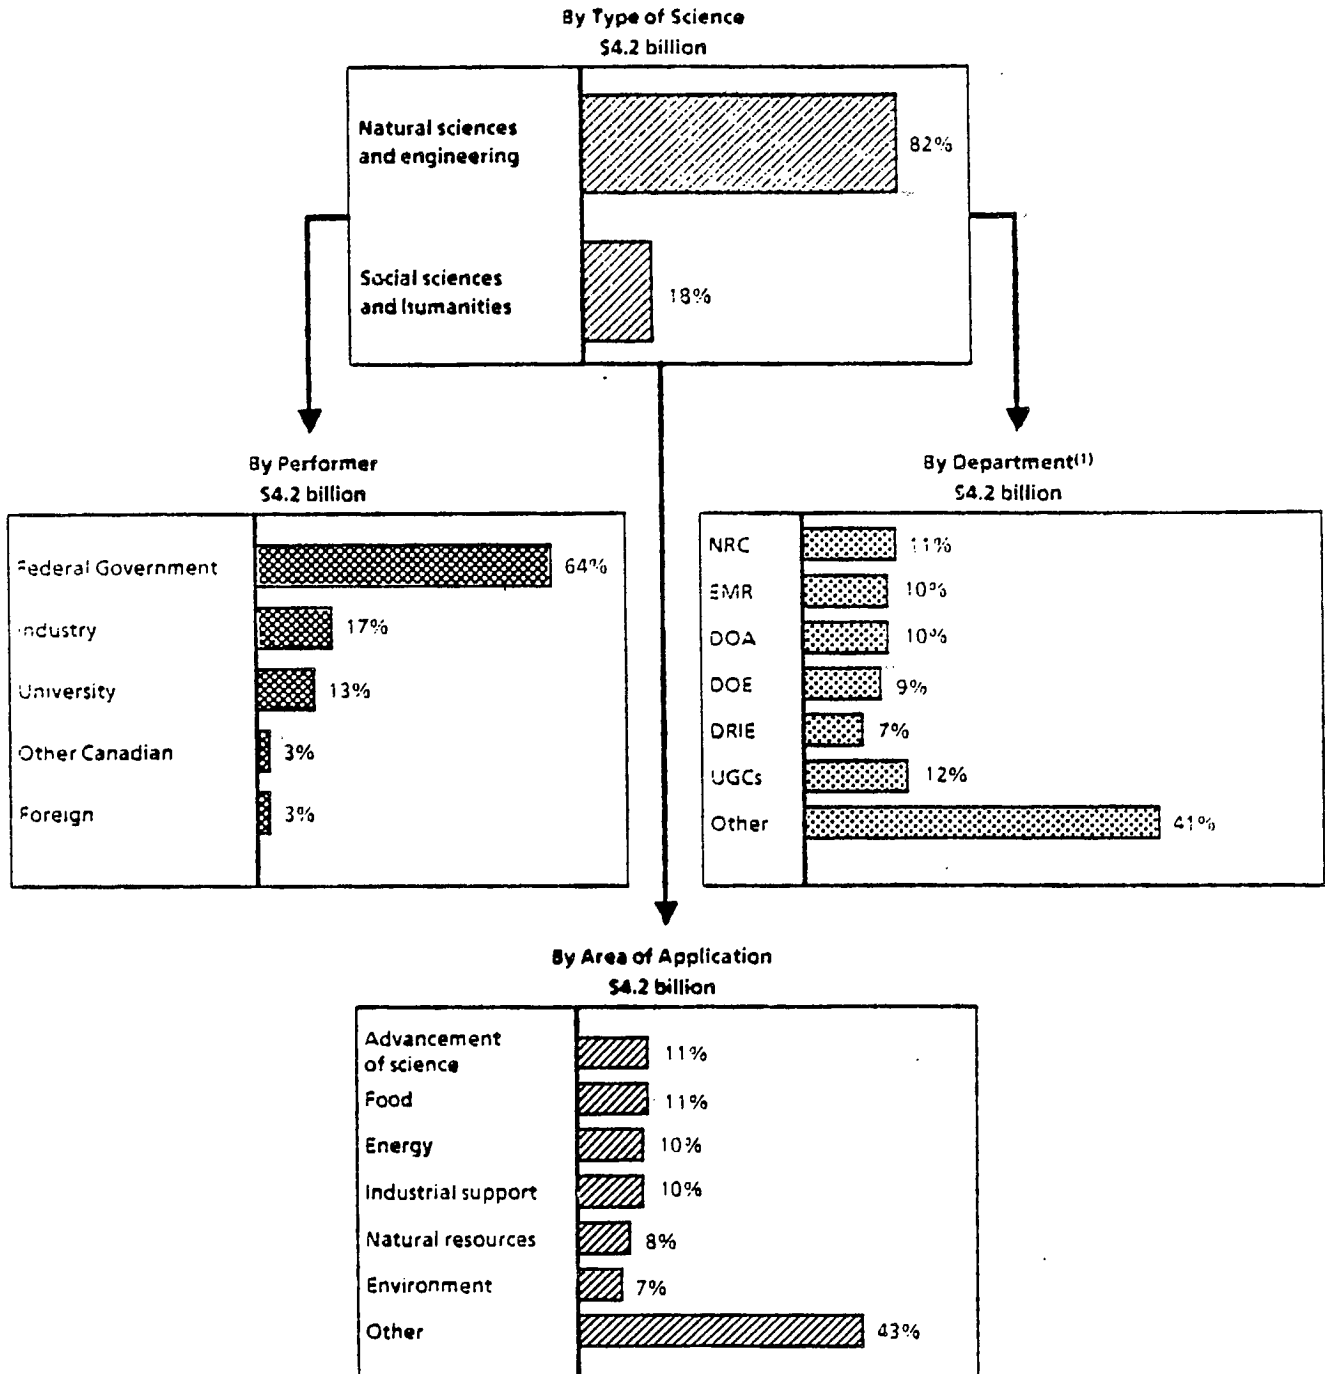 By Type of Science
$4.2 billion
Natural sciences
and engineering
82%
Social sciences
and humanities
18%
By Performer
$4.2 billion
Federal Government
64%
Industry
17%
University
13%
Other Canadian
3%
Foreign
3%
By Department(1)
$4.2 billion
NRC
11%
EMR
10%
DOA
10%
DOE
9%
DRIE
7%
UGCs
12%
Other
41%
By Area of Application
$4.2 billion
Advancement
of science
11%
Food
11%
Energy
10%
Industrial support
10%
Natural resources
8%
Environment
7%
Other
43%